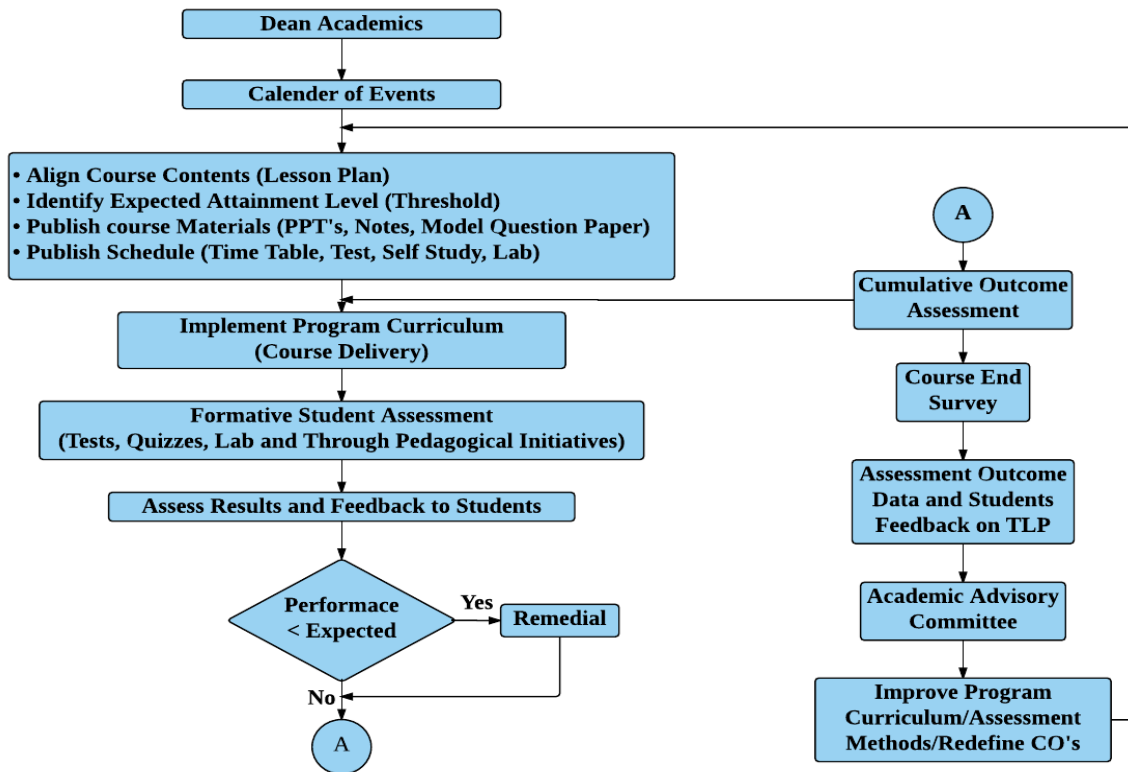 Dean Academics
Calender of Events
• Align Course Contents (Lesson Plan)
• Identify Expected Attainment Level (Threshold)
• Publish course Materials (PPT's, Notes, Model Question Paper)
• Publish Schedule (Time Table, Test, Self Study, Lab)
Implement Program Curriculum
(Course Delivery)
Formative Student Assessment
(Tests, Quizzes, Lab and Through Pedagogical Initiatives)
Assess Results and Feedback to Students
Performace
< Expected
Yes
Remedial
No
A
A
Cumulative Outcome
Assessment
Course End
Survey
Assessment Outcome
Data and Students
Feedback on TLP
Academic Advisory
Committee
Improve Program
Curriculum/Assessment
Methods/Redefine CO's